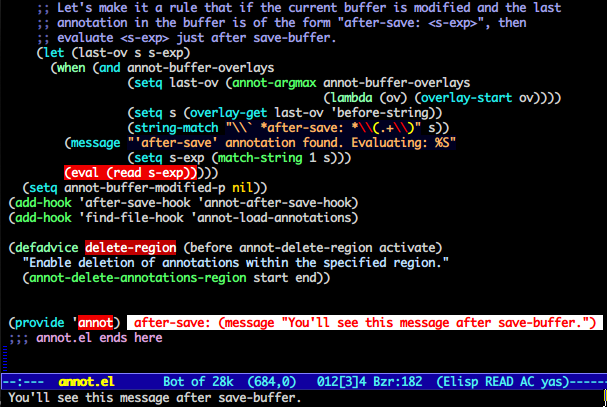 ;; Let's make it a rule that if the current buffer is modified and the last
;; annotation in the buffer is of the form "after-save: <s-exp>", then
;; evaluate <s-exp> just after save-buffer.
(let (last-ov s s-exp)
(when (and annot-buffer-overlays
(setq last-ov (annot-argmax annot-buffer-overlays
(lambda (ov) (overlay-start ov))))
(setq s (overlay-get last-ov 'before-string))
(string-match "\\` *after-save: *\\(.+\\)" s))
(message "'after-save' annotation found. Evaluating: %S"
(setq s-exp (match-string 1 s)))
(eval (read s-exp))))
(setq annot-buffer-modified-p nil))
(add-hook 'after-save-hook 'annot-after-save-hook)
(add-hook 'find-file-hook 'annot-load-annotations)
(defadvice delete-region (before annot-delete-region activate)
"Enable deletion of annotations within the specified region."
(annot-delete-annotations-region start end))
(provide 'annot) after-save: (message "You'll see this message after save-buffer.")
;;; annot.el ends here
--:--- annot.el Bot of 28k (684,0) 012[3]4 Bzr:182 (Elisp READ AC yas)------
You'll see this message after save-buffer.